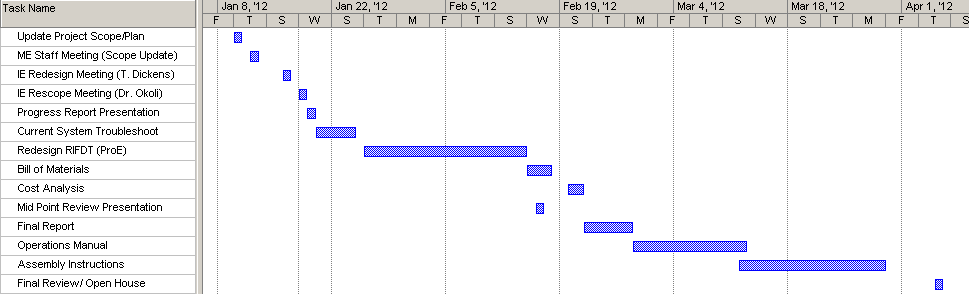 Task Name
Jan 8, '12 Jan 22, '12 Feb 5, '12 Feb 19, '12 Mar 4, '12 Mar 18, '12 Apr 1, '12
F T S W S T M F T S W S T M F T S W S T M F T S
Update Project Scope/Plan
ME Staff Meeting (Scope Update)
IE Redesign Meeting (T. Dickens)
IE Rescope Meeting (Dr. Okoli)
Progress Report Presentation
Current System Troubleshoot
Redesign RIFDT (ProE)
Bill of Materials
Cost Analysis
Mid Point Review Presentation
Final Report
Operations Manual
Assembly Instructions
Final Review/ Open House